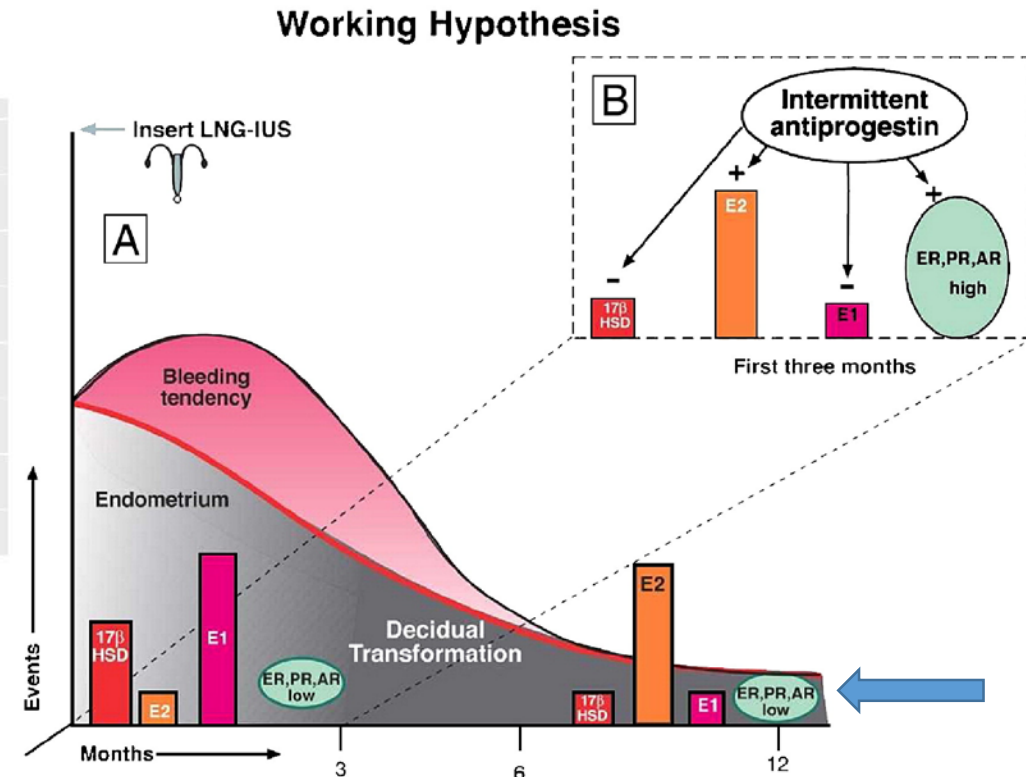 Working Hypothesis
Insert LNG-IUS
A
B
Intermittent
antiprogestin
+
+
-
-
17β
HSD
E2
E1
ER,PR,AR
high
First three months
Bleeding
tendency
Endometrium
Decidual
Transformation
17β
HSD
E2
E1
ER,PR,AR
low
17β
HSD
E2
E1
ER,PR,AR
low
Events
Months
3
6
12